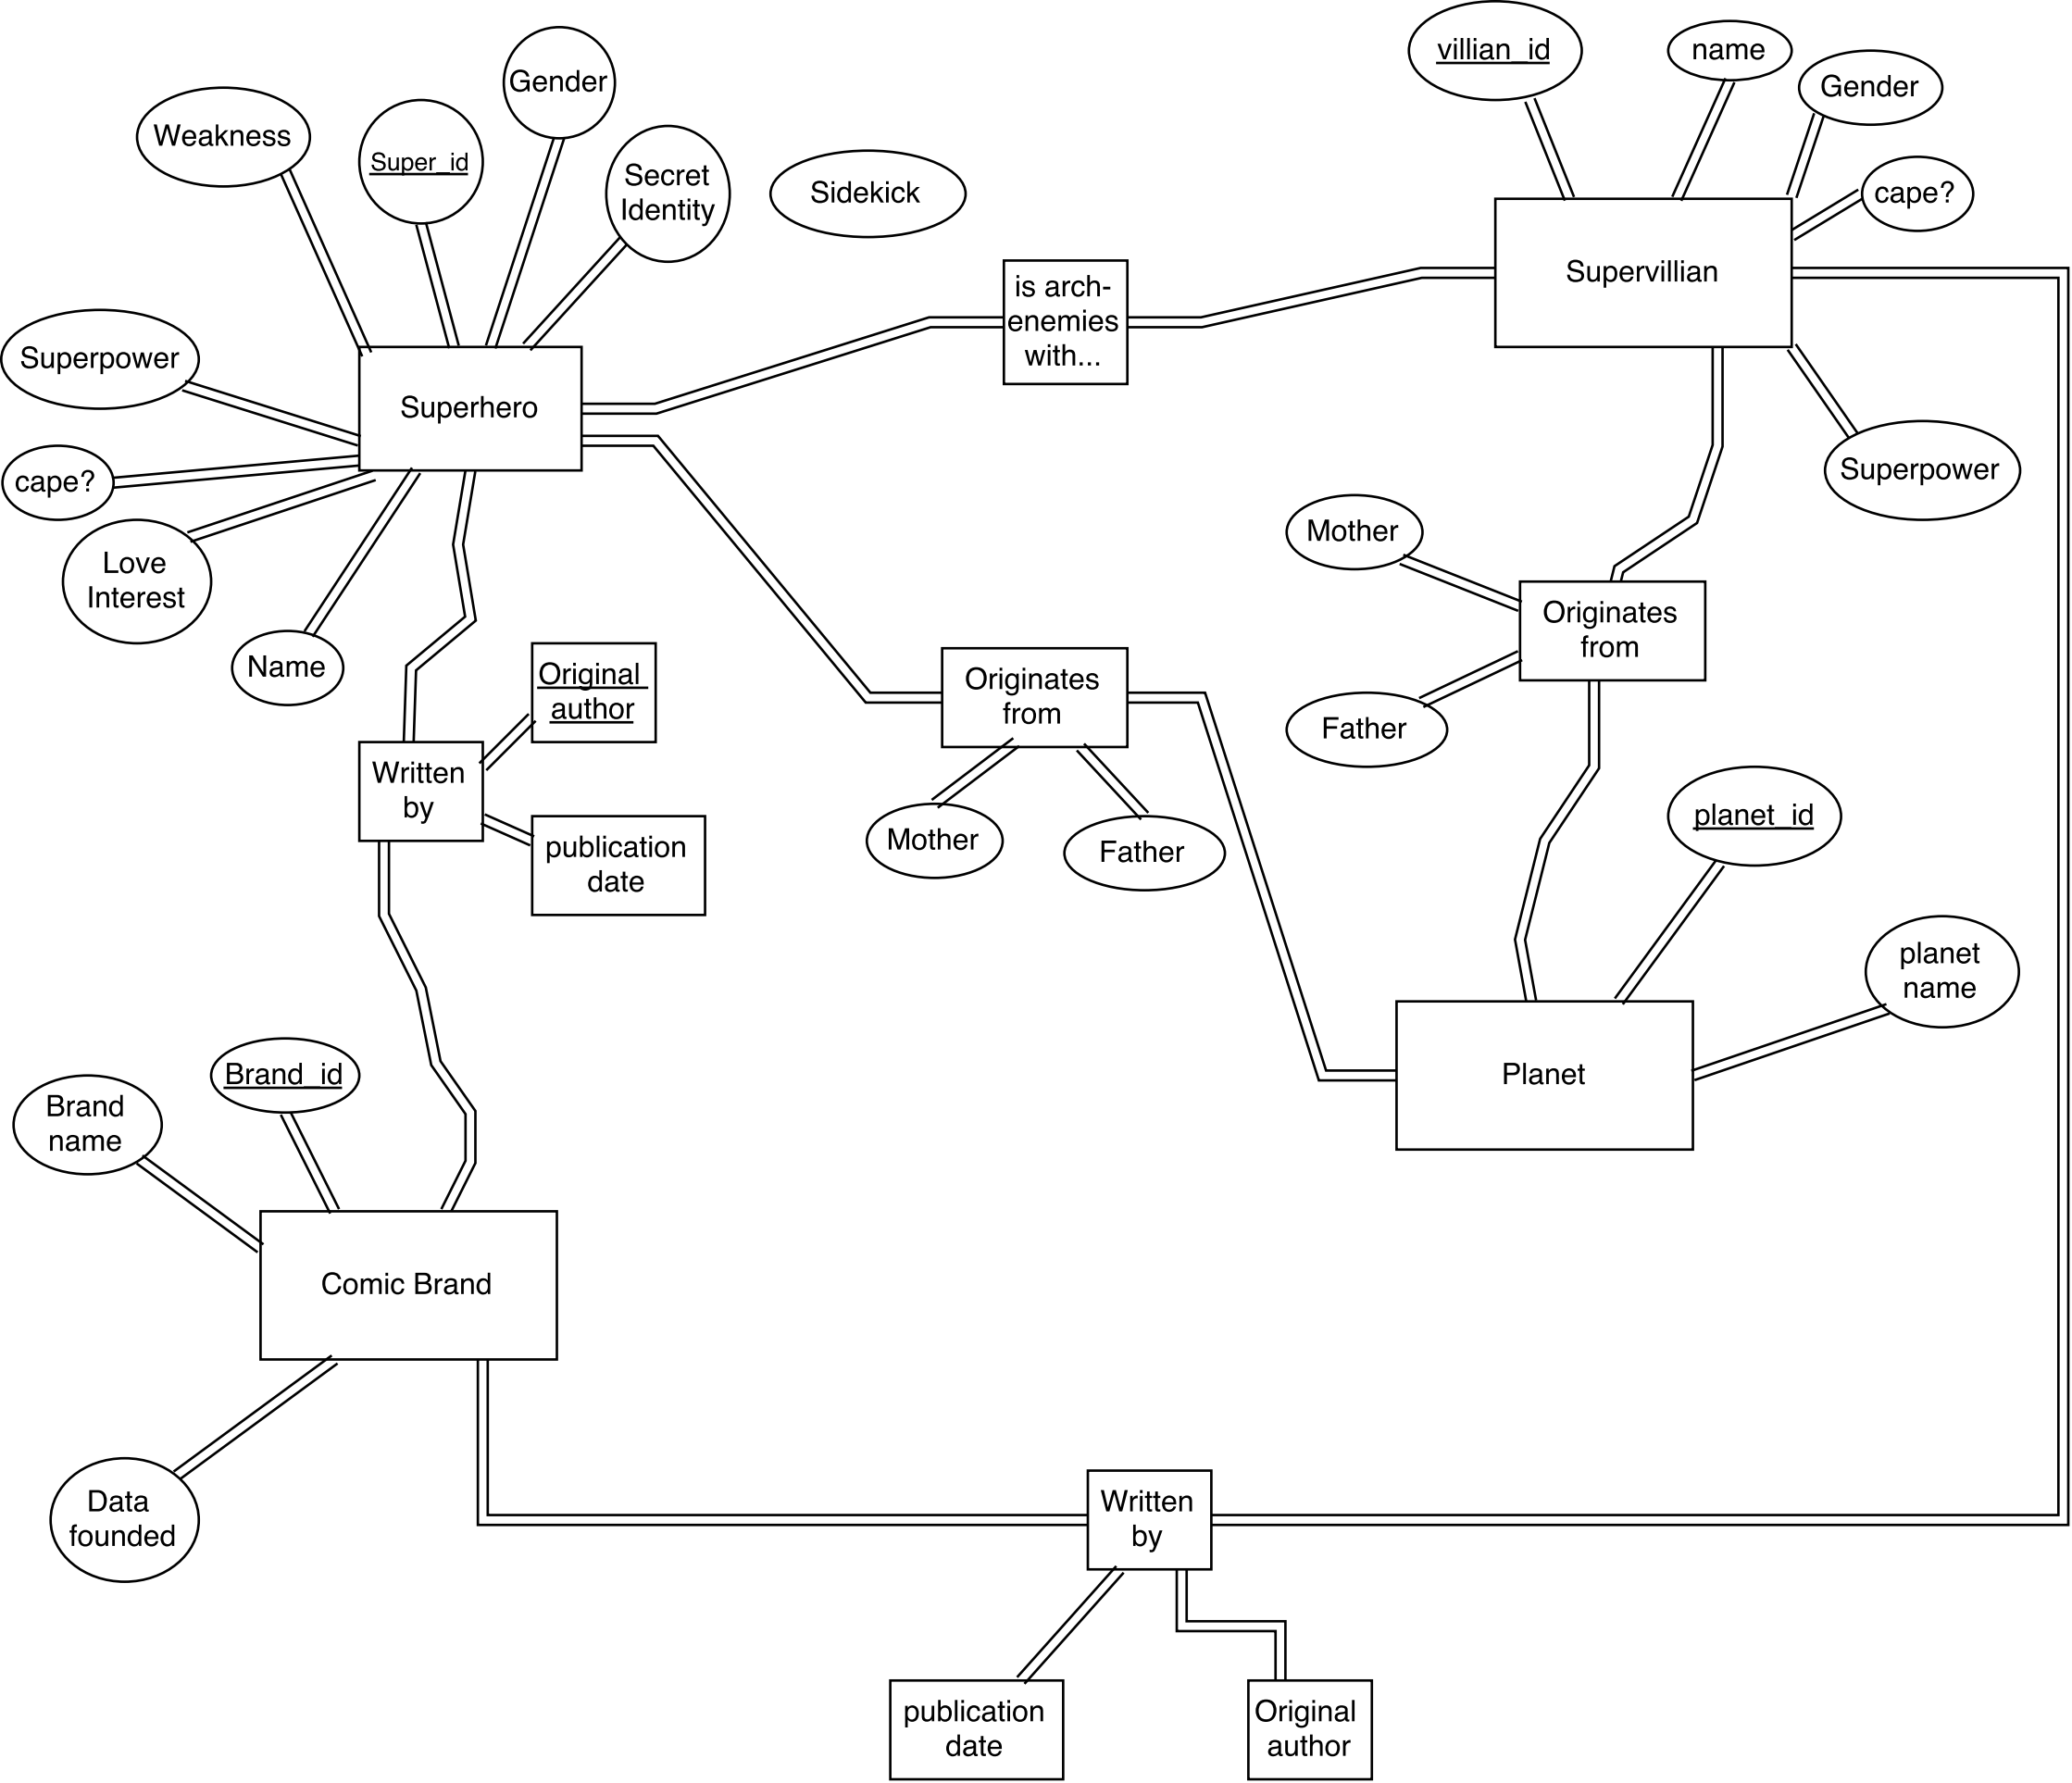 villian_id
name
Gender
Gender
cape?
Weakness
Super_id
Secret
Identity
Sidekick
Supervillian
is arch-
enemies
with...
Superpower
Superhero
Superpower
cape?
Love
Interest
Name
Mother
Originates
from
Father
Original
author
Originates
from
Written
by
publication
date
Mother
Father
planet_id
planet
name
Planet
Brand_id
Brand
name
Comic Brand
Data
founded
Written
by
publication
date
Original
author